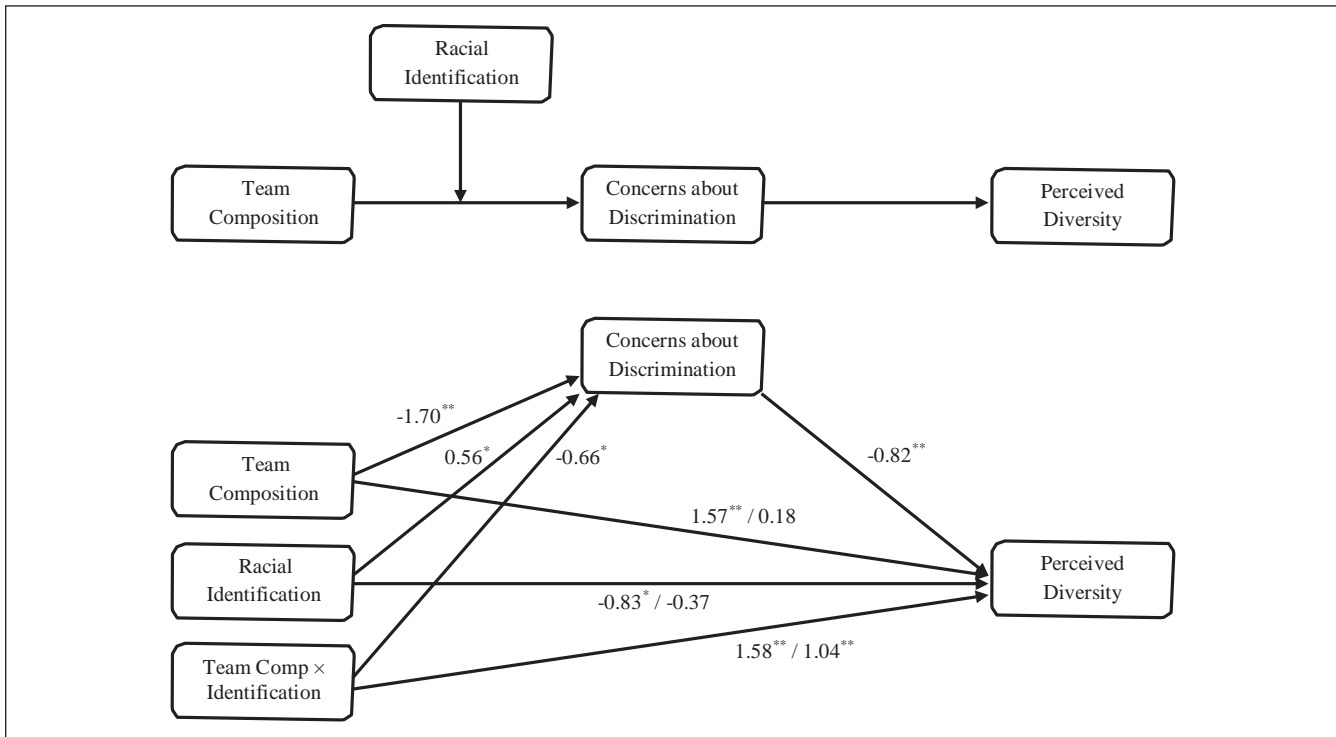 Racial
Identification
Team
Composition
Concerns about
Discrimination
Perceived
Diversity
Concerns about
Discrimination
-1.70**
0.56*
-0.66*
-0.82**
Team
Composition
1.57** / 0.18
Racial
Identification
Perceived
Diversity
-0.83* / -0.37
1.58** / 1.04**
Team Comp ×
Identification